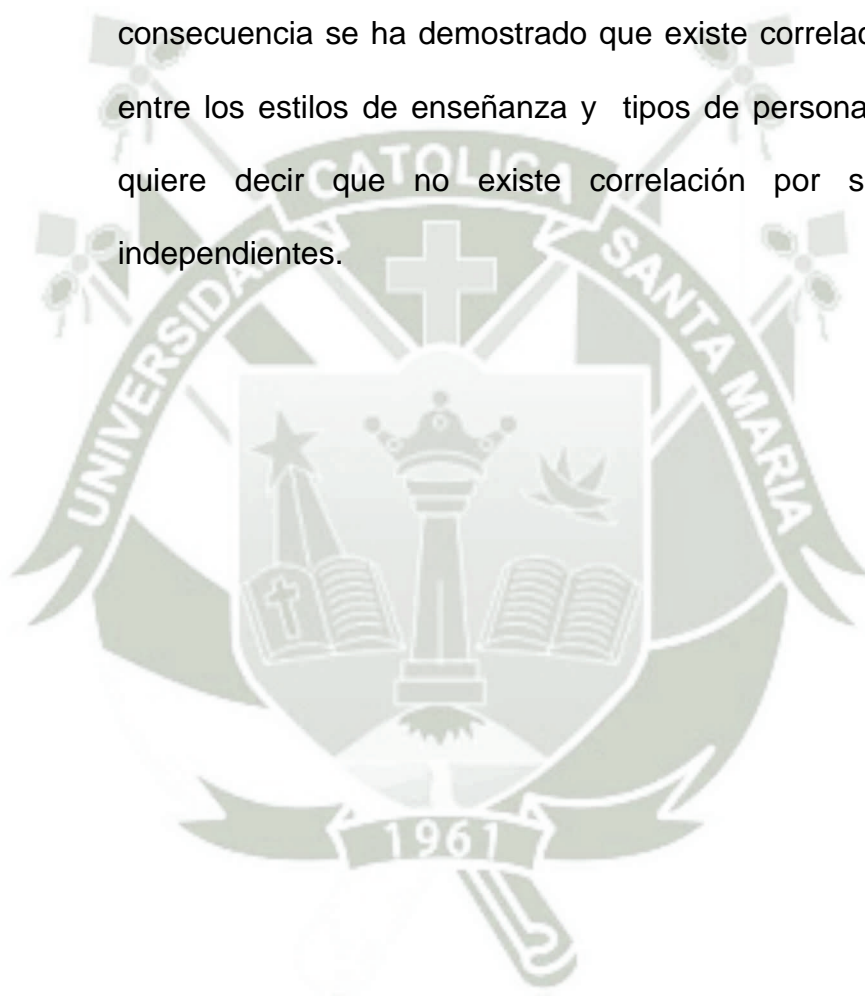 consecuencia se ha demostrado que existe correlac
entre los estilos de enseñanza y tipos de persona
quiere decir que no existe correlación por s
independientes.
UNIVERSIDAD CATOLICA SANTA MARIA
1961